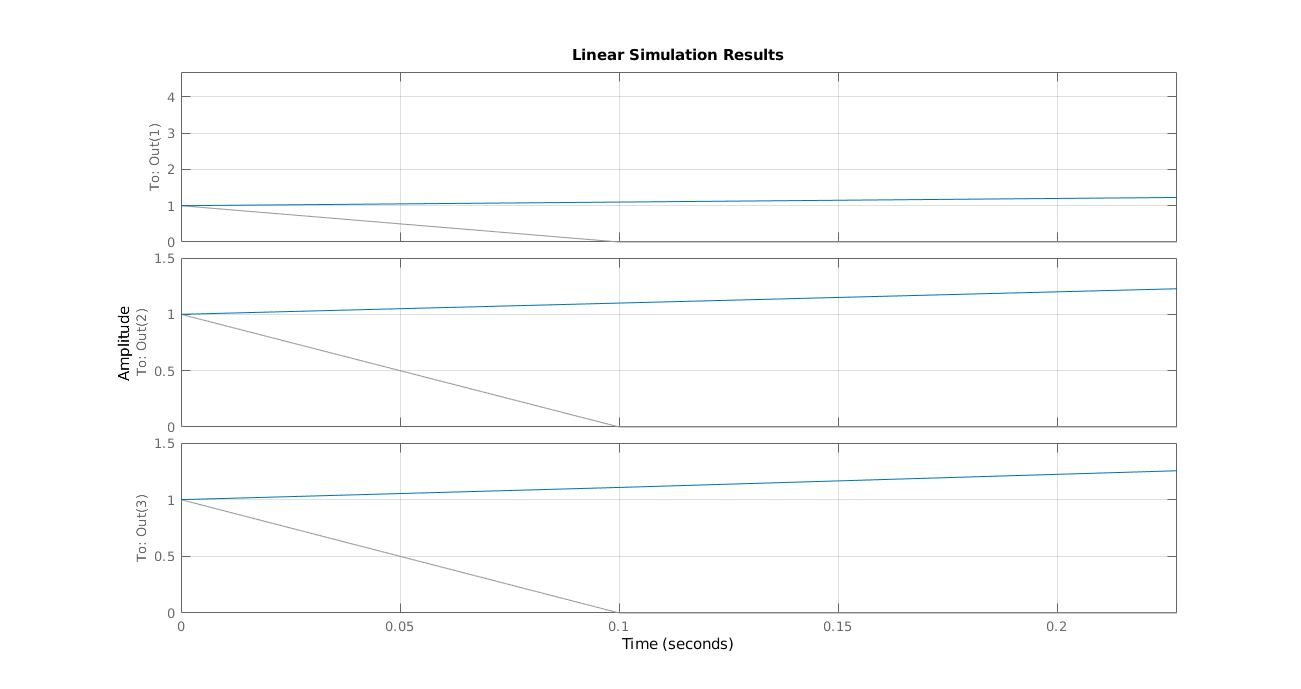 Linear Simulation Results
To: Out(1)
4
3
2
1
0
Amplitude
To: Out(2)
1.5
1
0.5
0
To: Out(3)
1.5
1
0.5
0
0 0.05 0.1 0.15 0.2
Time (seconds)